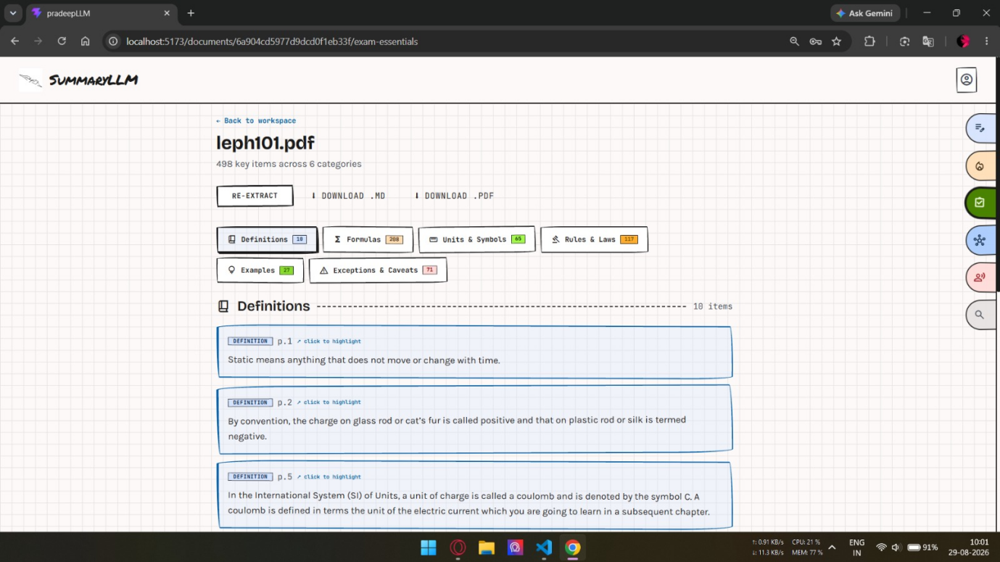 pradeepLLM
Ask Gemini
localhost:5173/documents/6a904cd5977d9dcd0f1eb33f/exam-essentials
SummaryLLM
← Back to workspace
leph101.pdf
498 key items across 6 categories
RE-EXTRACT
⬇ DOWNLOAD .MD
⬇ DOWNLOAD .PDF
Definitions 10
Σ Formulas 208
Units & Symbols 65
Rules & Laws 117
Examples 27
Exceptions & Caveats 71
Definitions
10 items
DEFINITION p.1 ↗ click to highlight
Static means anything that does not move or change with time.
DEFINITION p.2 ↗ click to highlight
By convention, the charge on glass rod or cat's fur is called positive and that on plastic rod or silk is termed
negative.
DEFINITION p.5 ↗ click to highlight
In the International System (SI) of Units, a unit of charge is called a coulomb and is denoted by the symbol C. A
coulomb is defined in terms the unit of the electric current which you are going to learn in a subsequent chapter.
↑: 0.91 KB/s CPU: 21 %
↓: 11.3 KB/s MEM: 77 %
ENG
IN
91%
10:01
29-08-2026